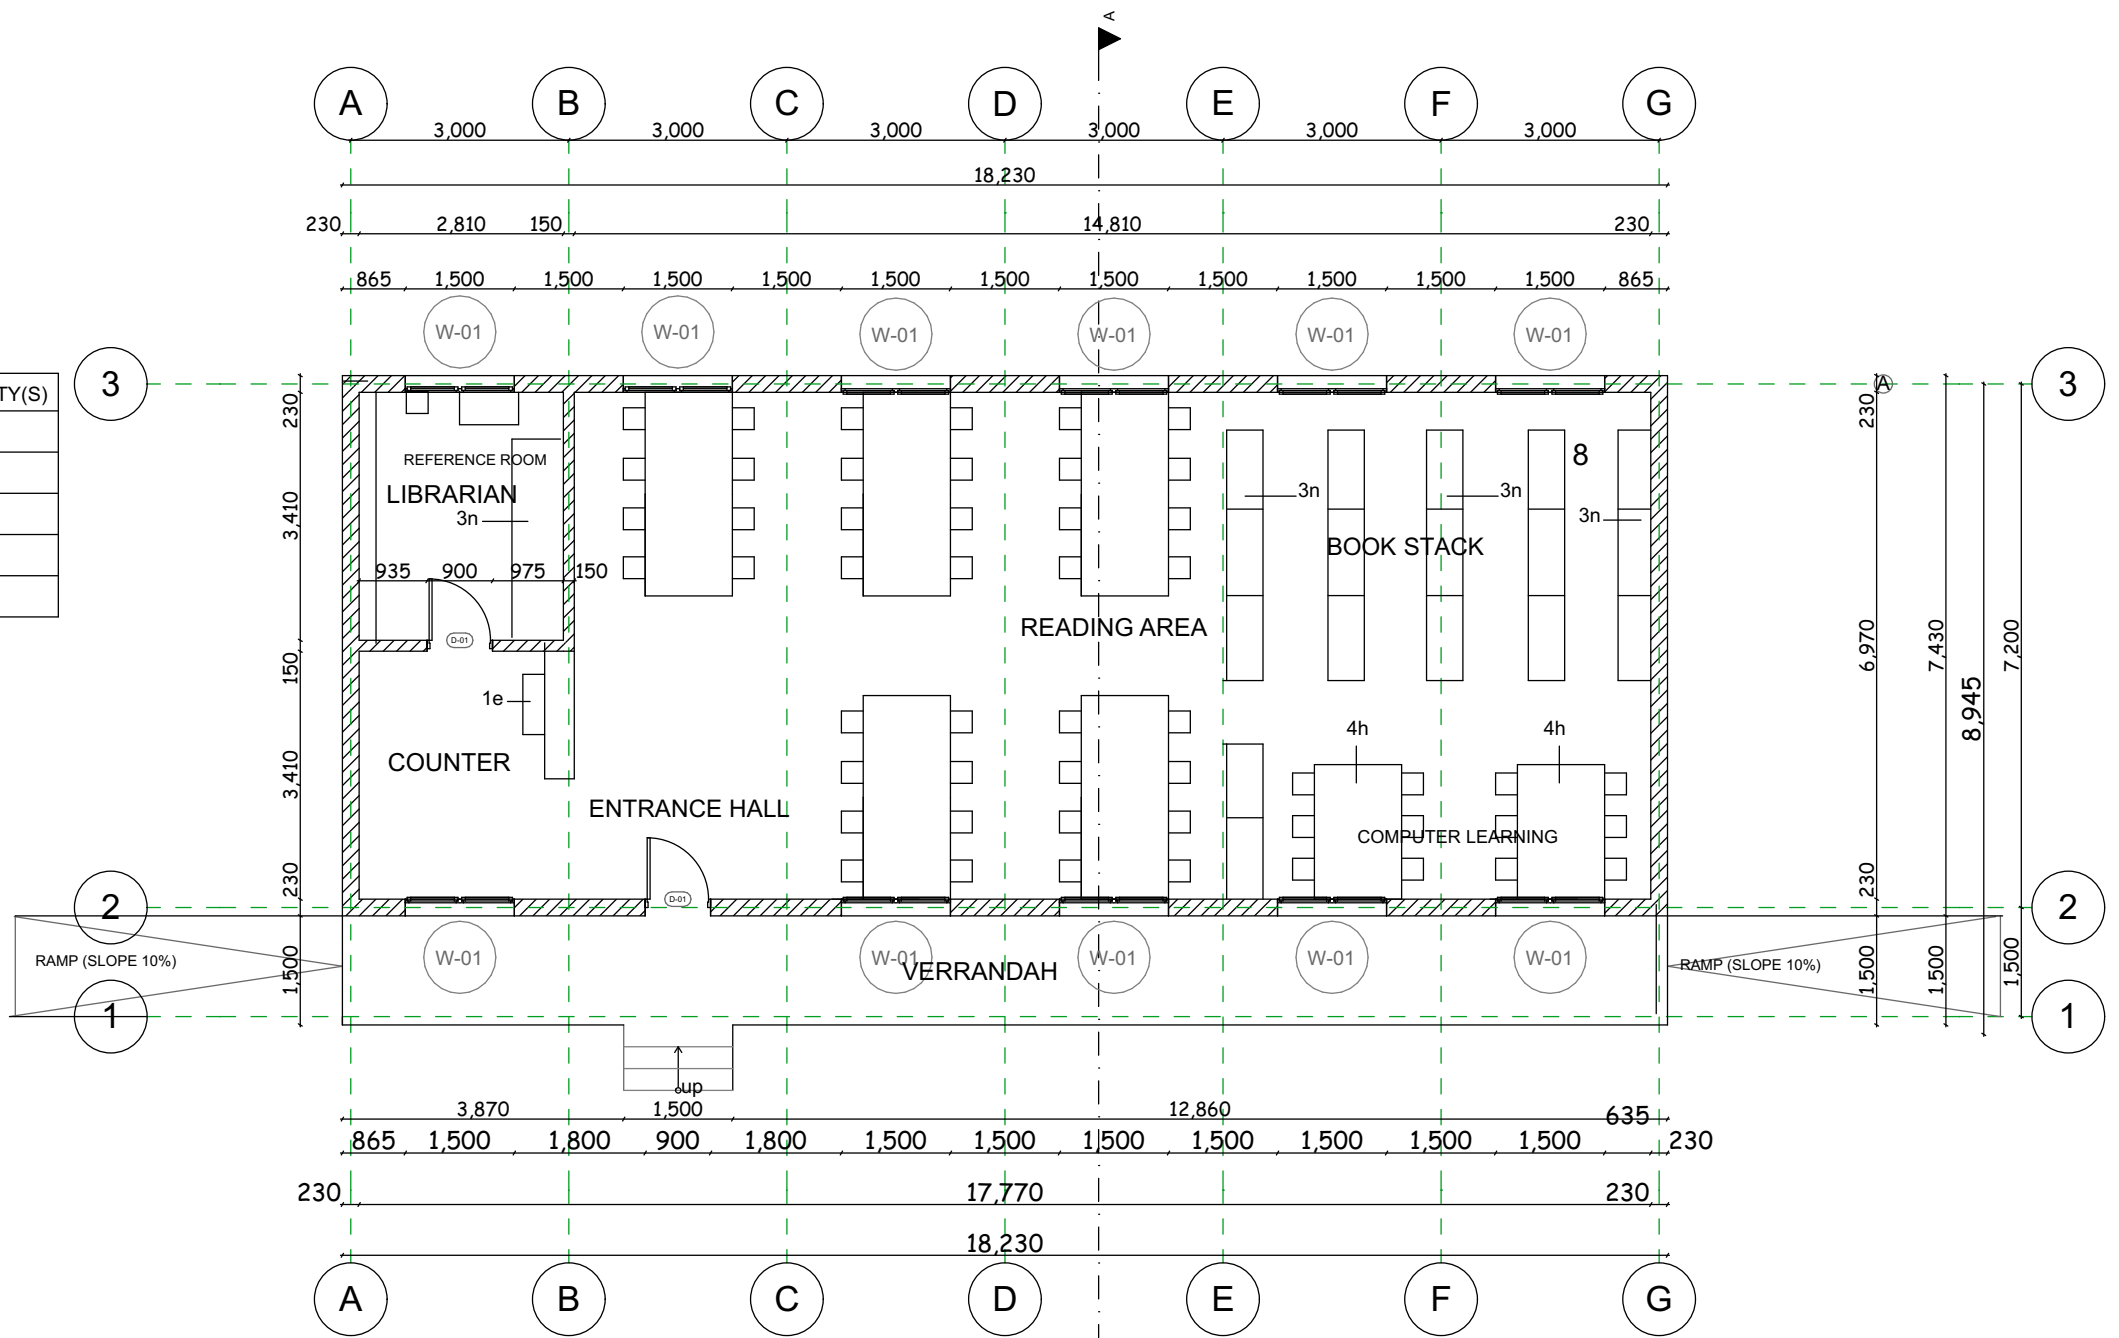 A
A B C D E F G
3,000 3,000 3,000 3,000 3,000 3,000
18,230
230 2,810 150 14,810 230
865 1,500 1,500 1,500 1,500 1,500 1,500 1,500 1,500 1,500 1,500 1,500 865
W-01 W-01 W-01 W-01 W-01 W-01
3 A 3
TY(S)
230 230
REFERENCE ROOM 8
LIBRARIAN
3n 3n 3n 3n
3,410
BOOK STACK
935 900 975 150
READING AREA
D-01
150 6,970 7,430 7,200
8,945
1e
4h 4h
COUNTER
3,410
ENTRANCE HALL
COMPUTER LEARNING
230 230
D-01
2 2
RAMP (SLOPE 10%) W-01 W-01 W-01 W-01 W-01 RAMP (SLOPE 10%)
VERRANDAH
1,500 1,500 1,500 1,500
1 1
up
3,870 1,500 12,860 635
865 1,500 1,800 900 1,800 1,500 1,500 1,500 1,500 1,500 1,500 1,500 230
230 17,770 230
18,230
A B C D E F G